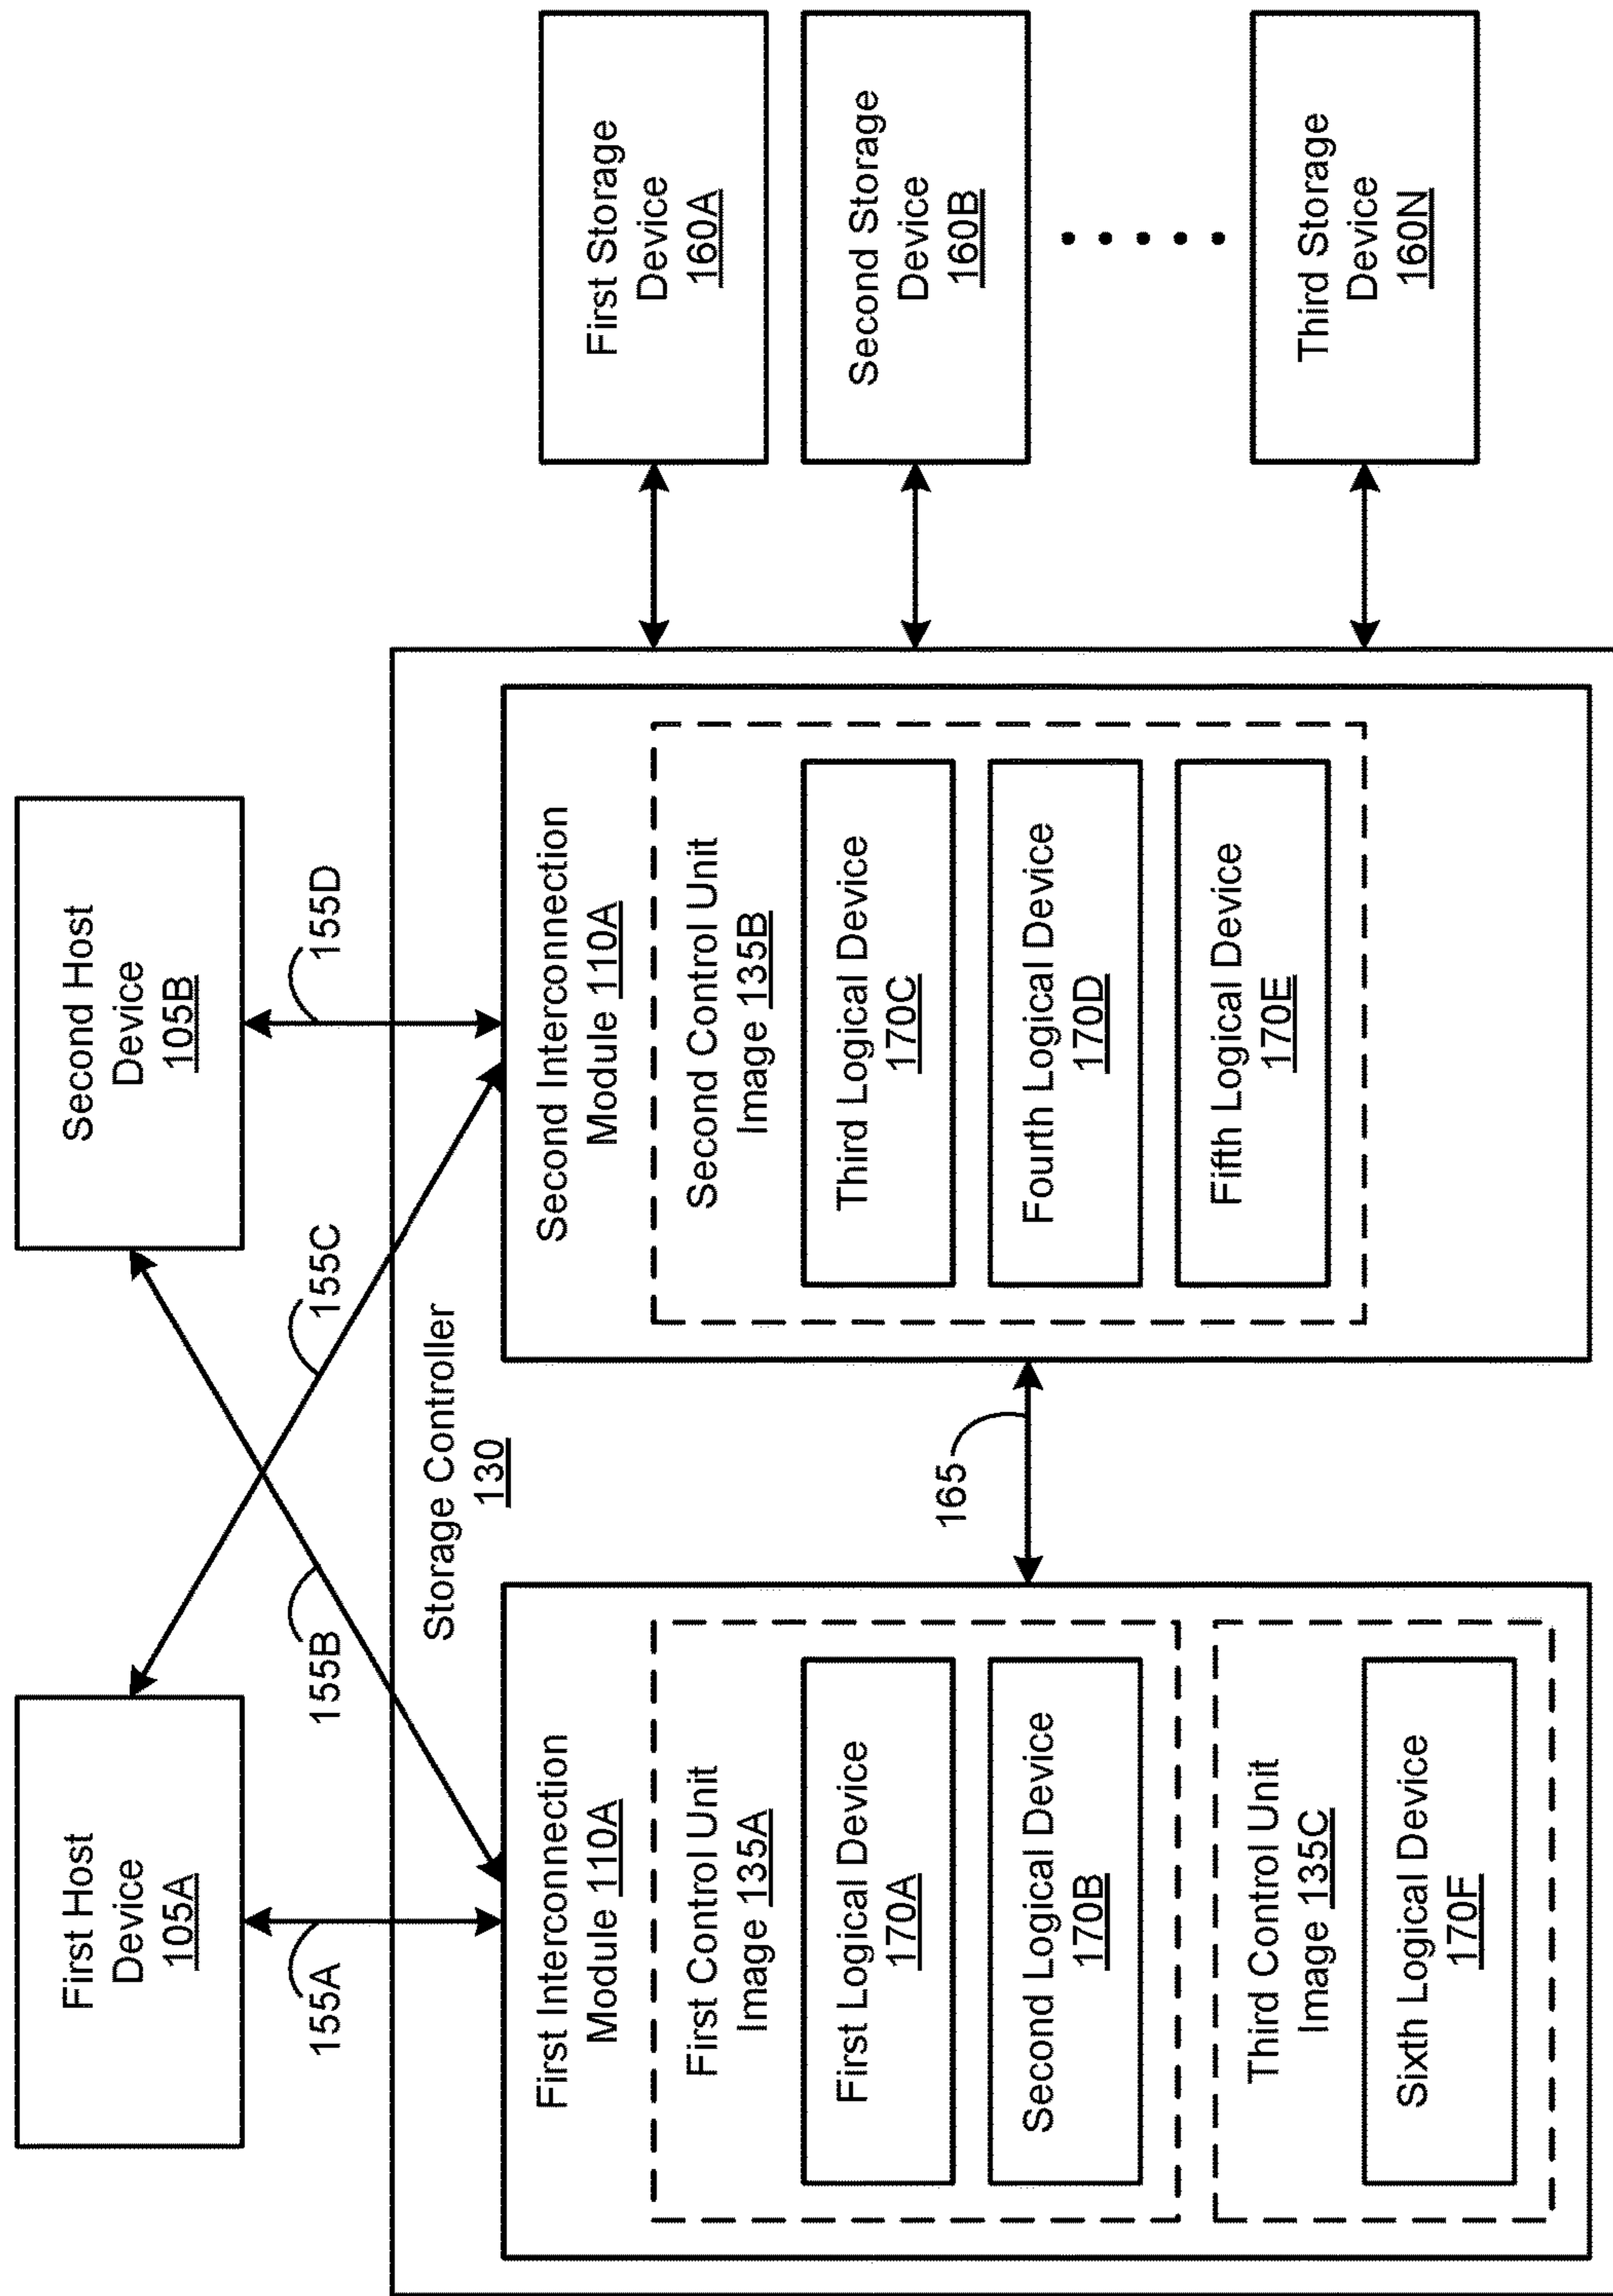 First Host
Device
105A
Second Host
Device
105B
155A
155B
155C
155D
Storage Controller
130
First Interconnection
Module 110A
First Control Unit
Image 135A
First Logical Device
170A
Second Logical Device
170B
Third Control Unit
Image 135C
Sixth Logical Device
170F
165
Second Interconnection
Module 110A
Second Control Unit
Image 135B
Third Logical Device
170C
Fourth Logical Device
170D
Fifth Logical Device
170E
First Storage
Device
160A
Second Storage
Device
160B
Third Storage
Device
160N